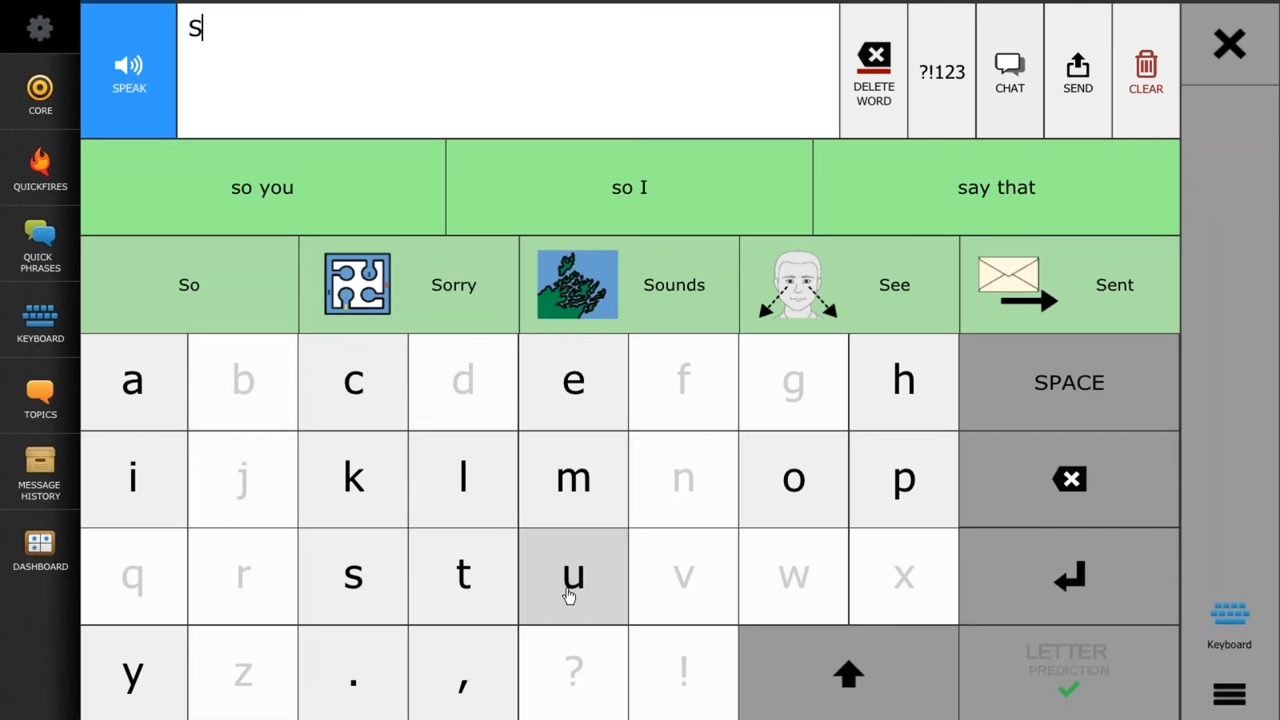 s
SPEAK
DELETE
WORD
?!123
CHAT
SEND
CLEAR
CORE
QUICKFIRES
QUICK
PHRASES
KEYBOARD
TOPICS
MESSAGE
HISTORY
DASHBOARD
so you
so I
say that
So
Sorry
Sounds
See
Sent
a b c d e f g h SPACE
i j k l m n o p
q r s t u v w x
y z . , ? !
LETTER
PREDICTION
Keyboard